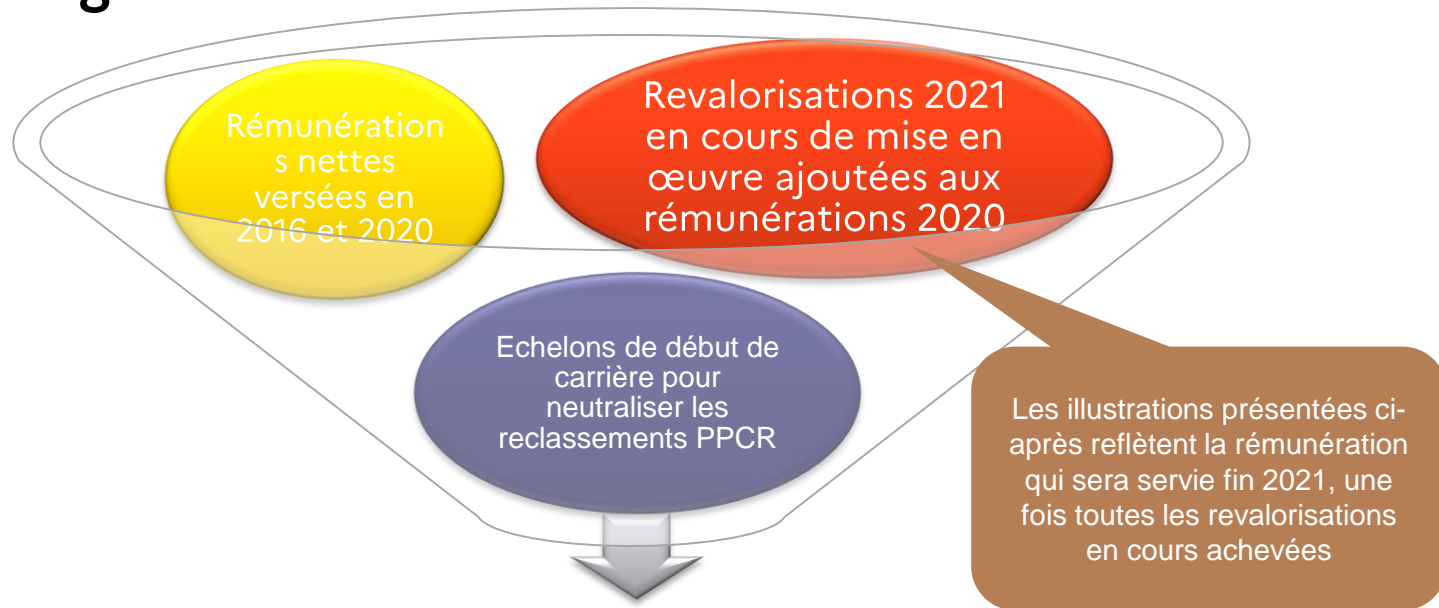 Rémunération
s nettes
versées en
2016 et 2020
Revalorisations 2021
en cours de mise en
œuvre ajoutées aux
rémunérations 2020
Echelons de début de
carrière pour
neutraliser les
reclassements PPCR
Les illustrations présentées ci-
après reflètent la rémunération
qui sera servie fin 2021, une
fois toutes les revalorisations
en cours achevées